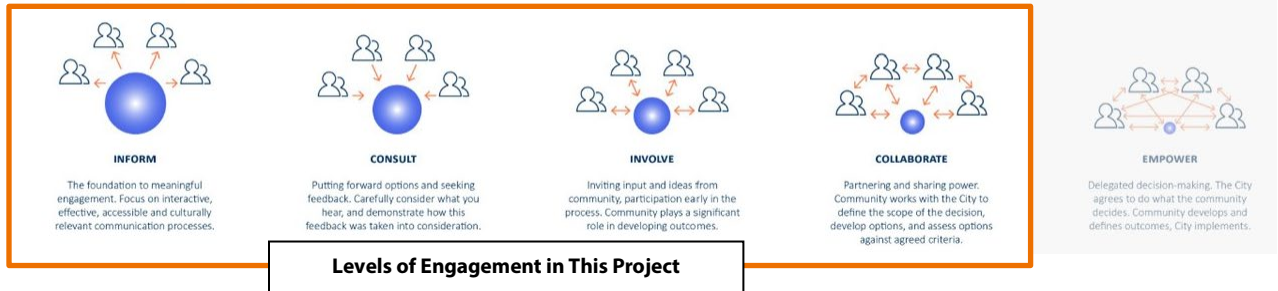 INFORM
The foundation to meaningful
engagement. Focus on interactive,
effective, accessible and culturally
relevant communication processes.
CONSULT
Putting forward options and seeking
feedback. Carefully consider what you
hear, and demonstrate how this
feedback was taken into consideration.
INVOLVE
Inviting input and ideas from
community, participation early in the
process. Community plays a significant
role in developing outcomes.
COLLABORATE
Partnering and sharing power.
Community works with the City to
define the scope of the decision,
develop options, and assess options
against agreed criteria.
EMPOWER
Delegated decision-making. The City
agrees to do what the community
decides. Community develops and
defines outcomes, City implements.
Levels of Engagement in This Project